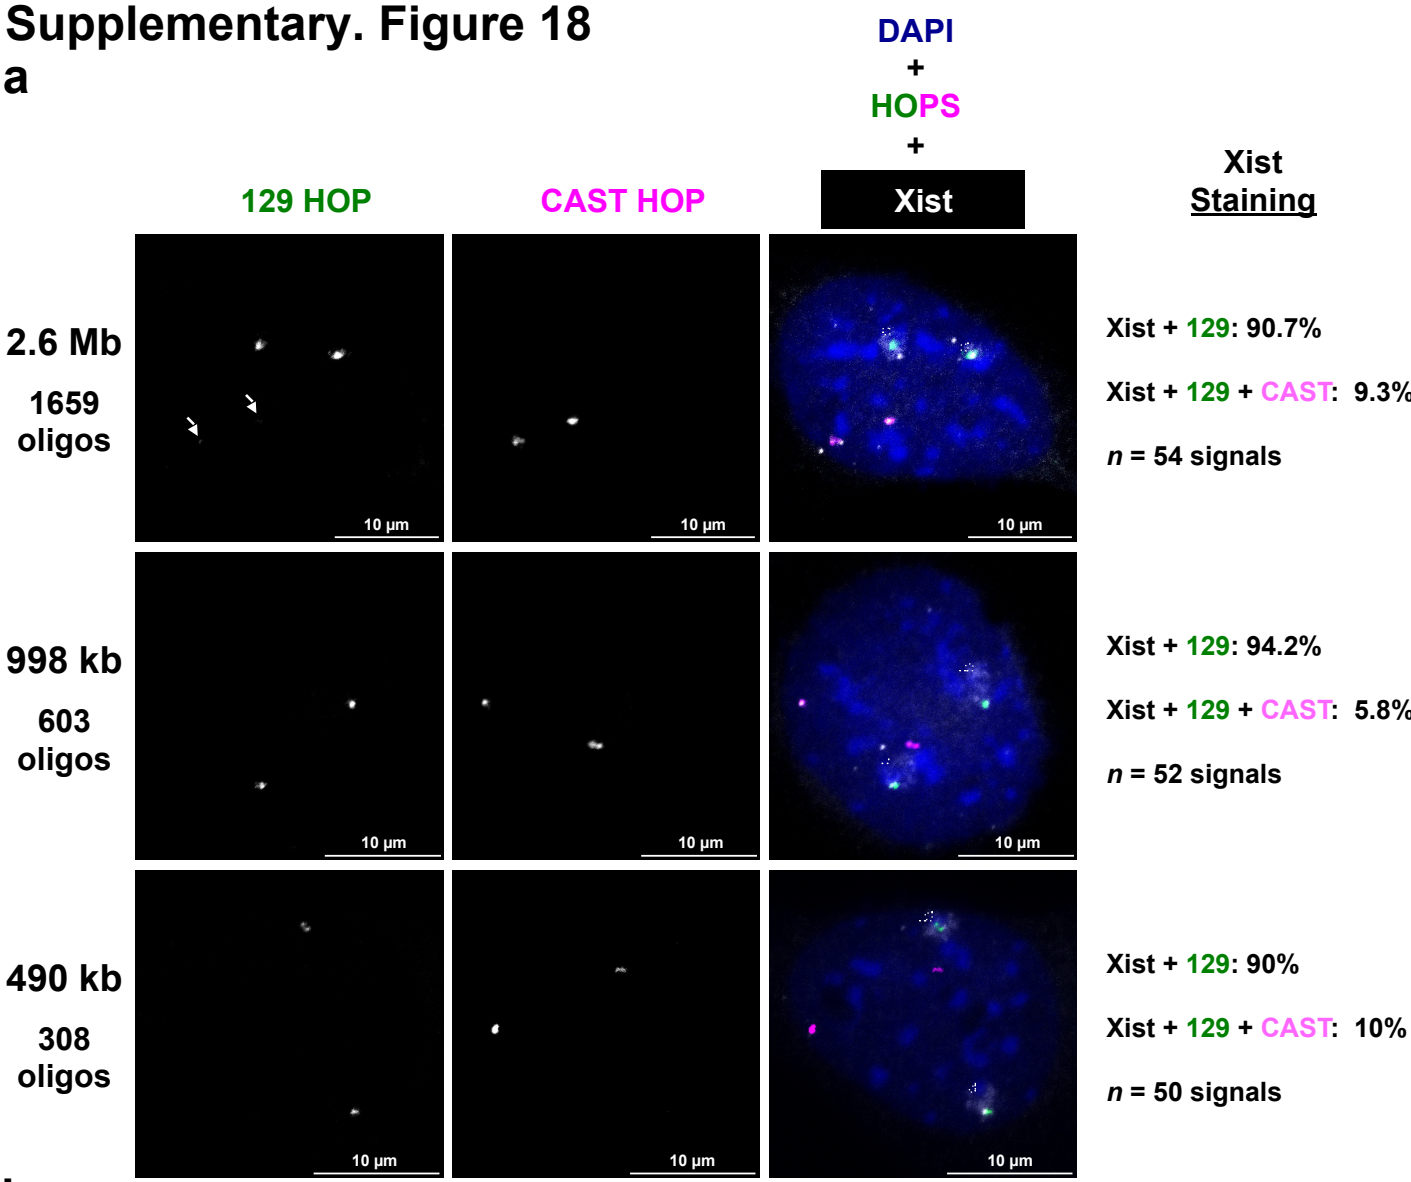 Supplementary. Figure 18
a
DAPI
+
HOPS
+
129 HOP
CAST HOP
Xist
Xist
Staining
2.6 Mb
1659
oligos
10 µm
10 µm
10 µm
Xist + 129: 90.7%
Xist + 129 + CAST: 9.3%
n = 54 signals
998 kb
603
oligos
10 µm
10 µm
10 µm
Xist + 129: 94.2%
Xist + 129 + CAST: 5.8%
n = 52 signals
490 kb
308
oligos
10 µm
10 µm
10 µm
Xist + 129: 90%
Xist + 129 + CAST: 10%
n = 50 signals